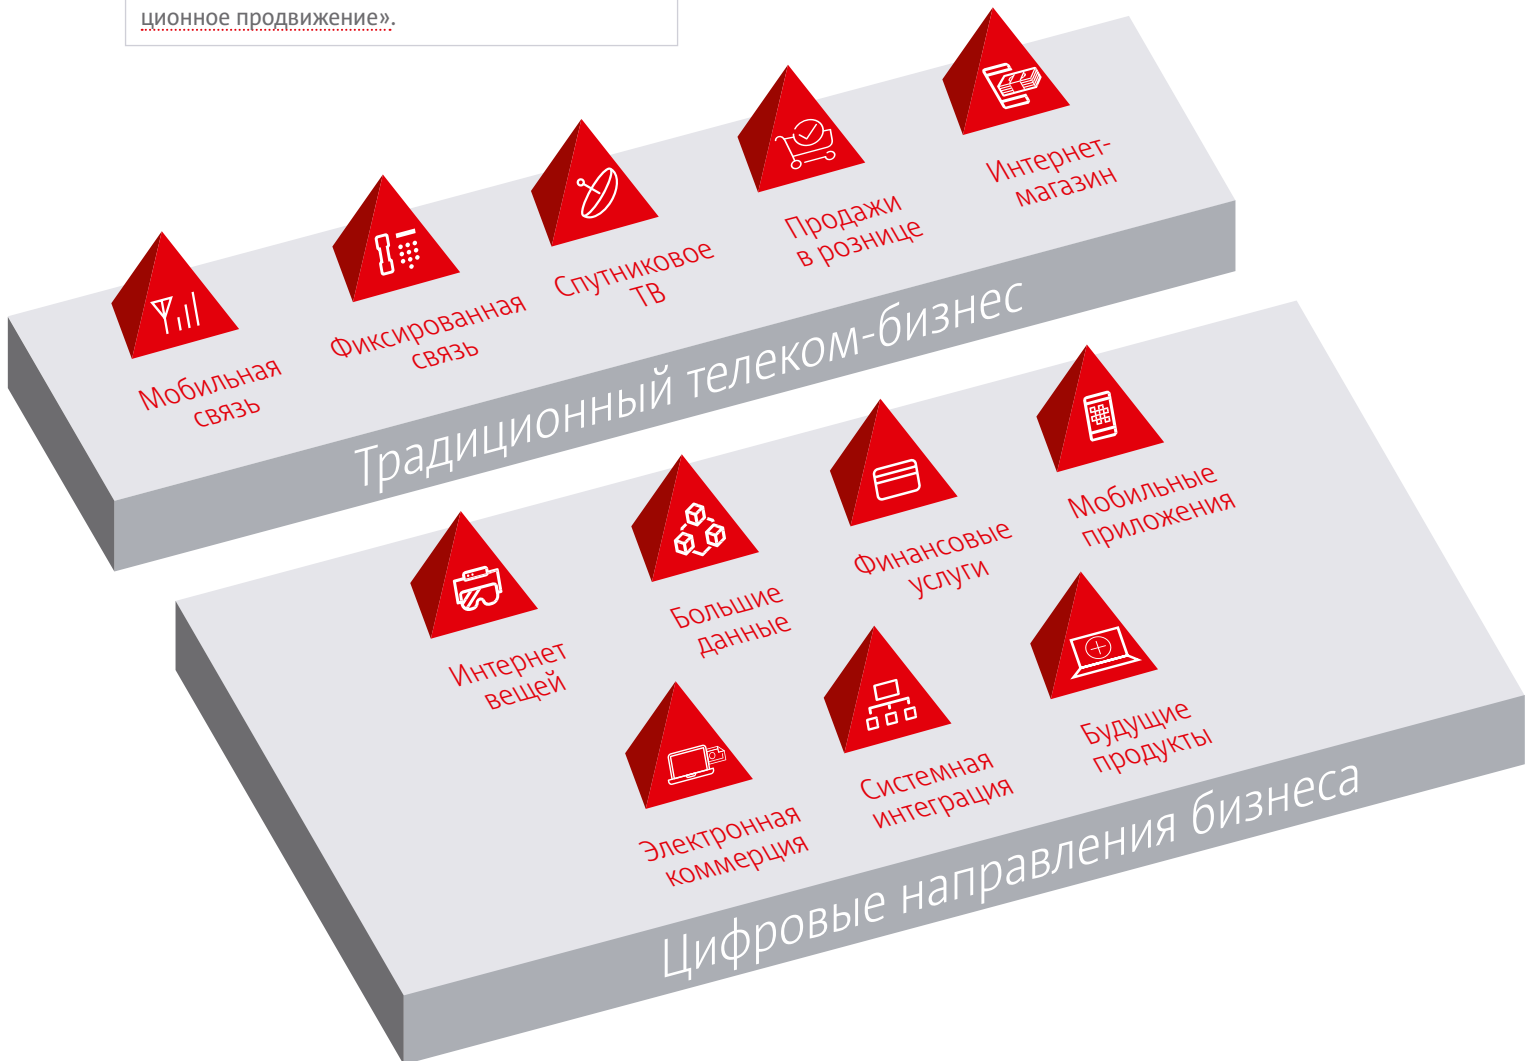 ционное продвижение».
Мобильная
связь
Фиксированная
связь
Спутниковое
ТВ
Продажи
в рознице
Интернет-
магазин
Традиционный телеком-бизнес
Интернет
вещей
Большие
данные
Финансовые
услуги
Мобильные
приложения
Электронная
коммерция
Системная
интеграция
Будущие
продукты
Цифровые направления бизнеса